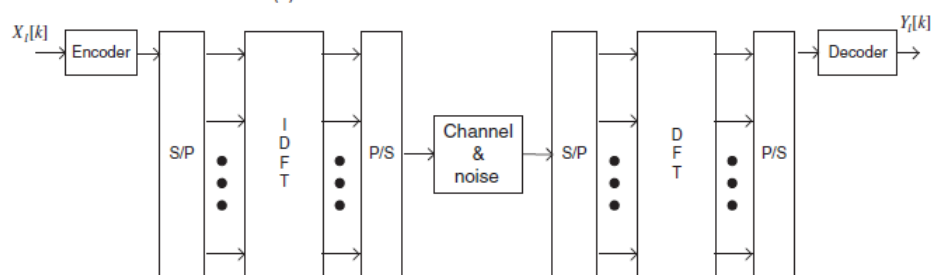 X_l[k]
Encoder
S/P
I
D
F
T
P/S
Channel
&
noise
S/P
D
F
T
P/S
Decoder
Y_l[k]